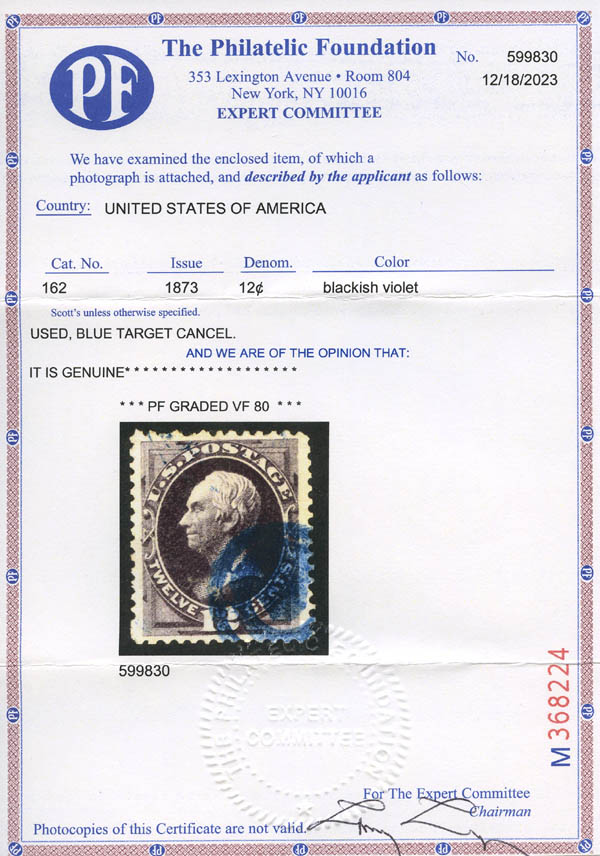 PF
The Philatelic Foundation
353 Lexington Avenue • Room 804
New York, NY 10016
EXPERT COMMITTEE
No. 599830
12/18/2023
We have examined the enclosed item, of which a
photograph is attached, and described by the applicant as follows:
Country: UNITED STATES OF AMERICA
Cat. No. Issue Denom. Color
162 1873 12¢ blackish violet
Scott's unless otherwise specified.
USED, BLUE TARGET CANCEL.
AND WE ARE OF THE OPINION THAT:
IT IS GENUINE* * * * * * * * * * * * * * * * * * *
* * * PF GRADED VF 80 * * *
U.S. POSTAGE
TWELVE CENTS
599830
EXPERT
COMMITTEE
M 368224
For The Expert Committee
Chairman
Photocopies of this Certificate are not valid.